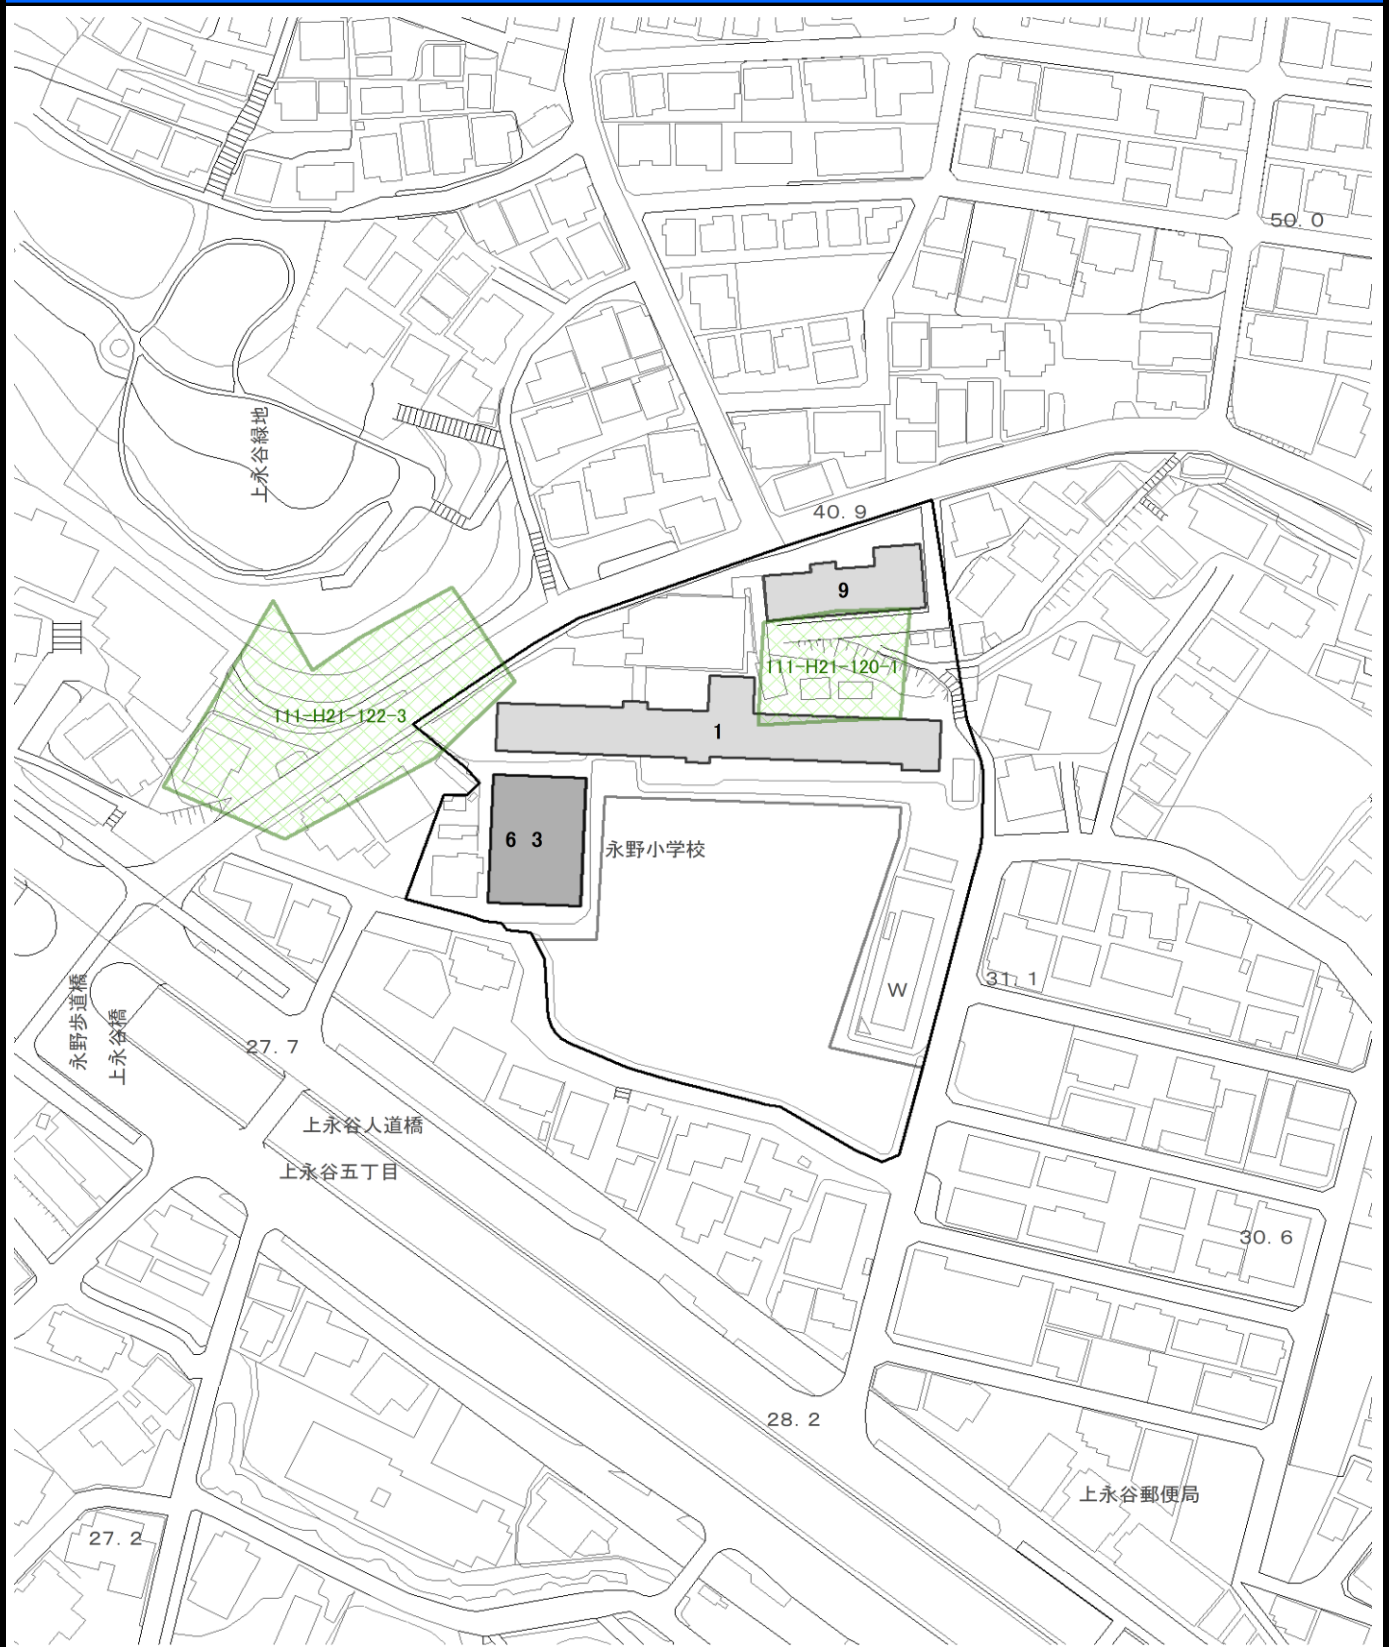 50. 0
上永谷緑地
40. 9
9
111-H21-120-1
111-H21-122-3
1
6 3
永野小学校
31. 1
W
永野歩道橋
上永谷橋
27. 7
上永谷人道橋
上永谷五丁目
30. 6
28. 2
上永谷郵便局
27. 2